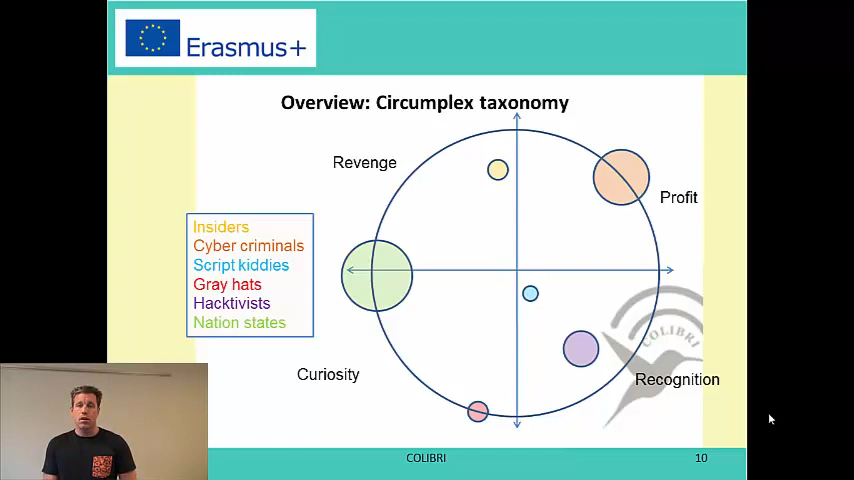 Erasmus+
Overview: Circumplex taxonomy
Revenge
Profit
Insiders
Cyber criminals
Script kiddies
Gray hats
Hacktivists
Nation states
COLIBRI
Curiosity
Recognition
COLIBRI
10